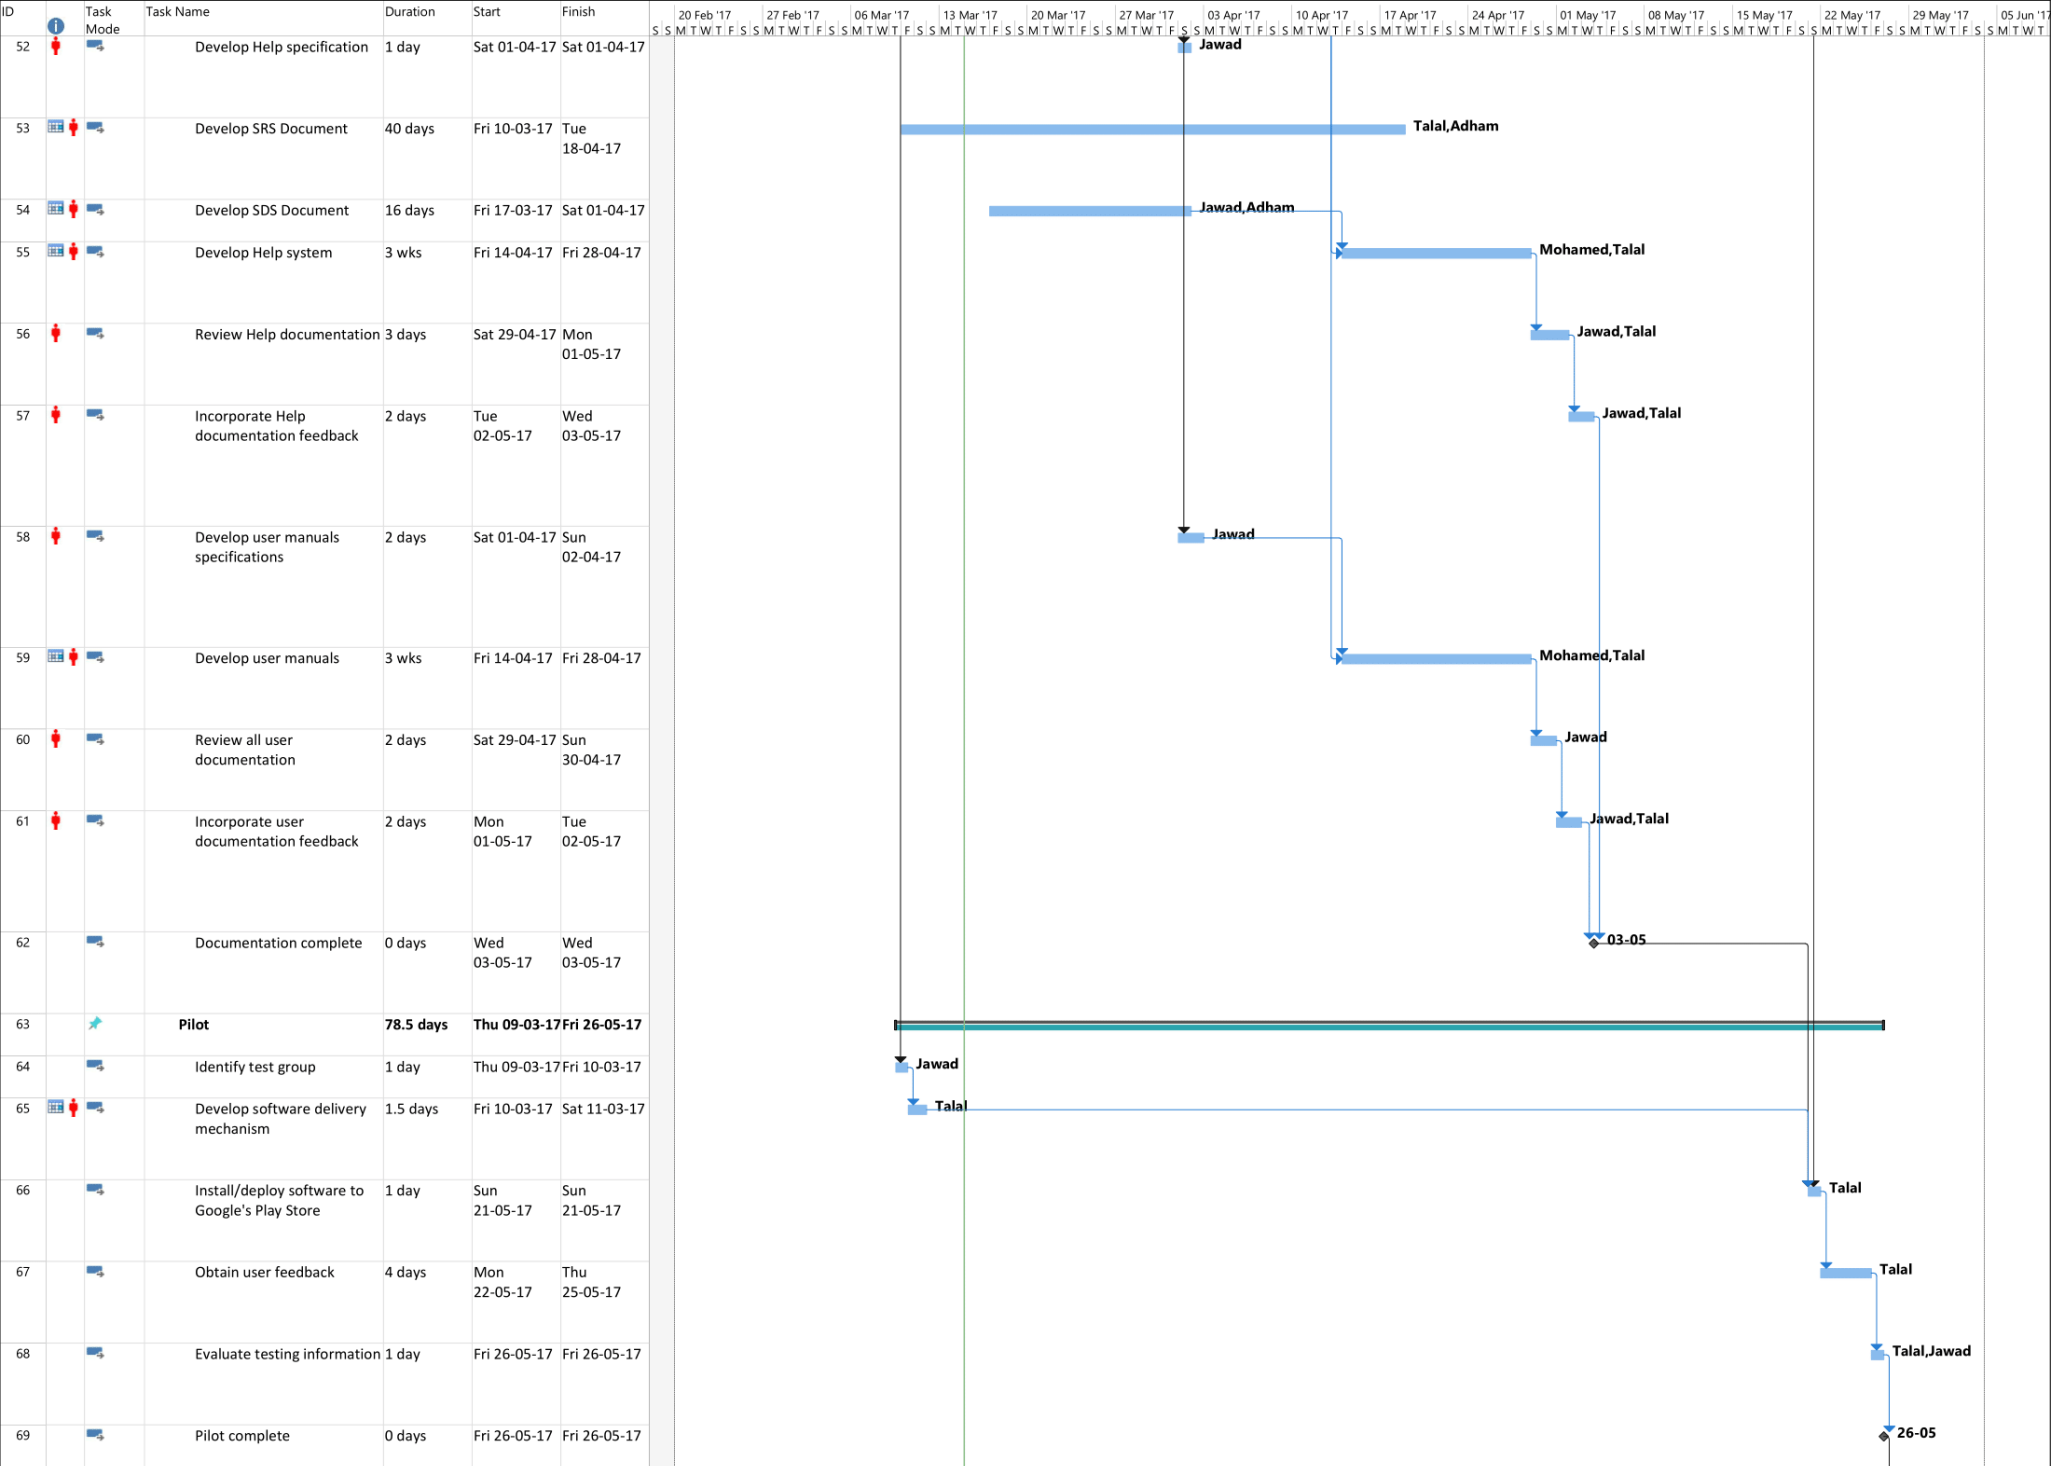 ID Task Mode Task Name Duration Start Finish
20 Feb '17 27 Feb '17 06 Mar '17 13 Mar '17 20 Mar '17 27 Mar '17 03 Apr '17 10 Apr '17 17 Apr '17 24 Apr '17 01 May '17 08 May '17 15 May '17 22 May '17 29 May '17 05 Jun '17
S S M T W T F S S M T W T F S S M T W T F S S M T W T F S S M T W T F S S M T W T F S S M T W T F S S M T W T F S S M T W T F S S M T W T F S S M T W T F S S M T W T F S S M T W T F S S M T W T F S S M T W T F S S M T W T
52 Develop Help specification 1 day Sat 01-04-17 Sat 01-04-17 Jawad
53 Develop SRS Document 40 days Fri 10-03-17 Tue Talal,Adham
18-04-17
54 Develop SDS Document 16 days Fri 17-03-17 Sat 01-04-17 Jawad,Adham
55 Develop Help system 3 wks Fri 14-04-17 Fri 28-04-17 Mohamed,Talal
56 Review Help documentation 3 days Sat 29-04-17 Mon Jawad,Talal
01-05-17
57 Incorporate Help 2 days Tue Wed Jawad,Talal
documentation feedback 02-05-17 03-05-17
58 Develop user manuals 2 days Sat 01-04-17 Sun Jawad
specifications 02-04-17
59 Develop user manuals 3 wks Fri 14-04-17 Fri 28-04-17 Mohamed,Talal
60 Review all user 2 days Sat 29-04-17 Sun Jawad
documentation 30-04-17
61 Incorporate user 2 days Mon Tue Jawad,Talal
documentation feedback 01-05-17 02-05-17
62 Documentation complete 0 days Wed Wed 03-05
03-05-17 03-05-17
63 Pilot 78.5 days Thu 09-03-17 Fri 26-05-17
64 Identify test group 1 day Thu 09-03-17 Fri 10-03-17 Jawad
65 Develop software delivery 1.5 days Fri 10-03-17 Sat 11-03-17 Talal
mechanism
66 Install/deploy software to 1 day Sun Sun Talal
Google's Play Store 21-05-17 21-05-17
67 Obtain user feedback 4 days Mon Thu Talal
22-05-17 25-05-17
68 Evaluate testing information 1 day Fri 26-05-17 Fri 26-05-17 Talal,Jawad
69 Pilot complete 0 days Fri 26-05-17 Fri 26-05-17 26-05